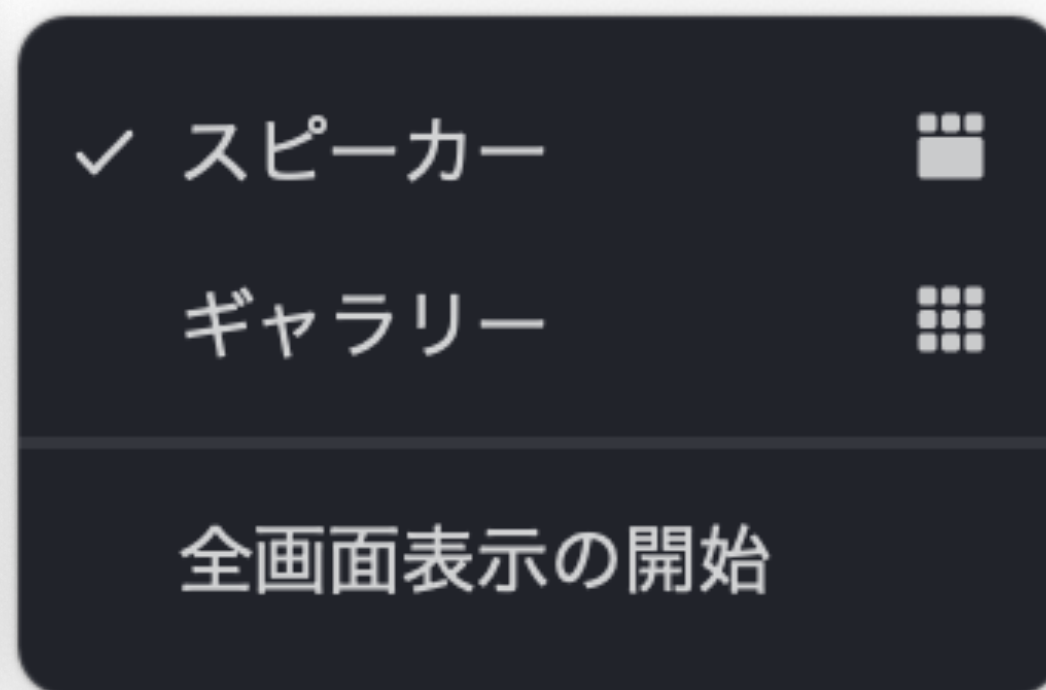 スピーカー
ギャラリー
全画面表示の開始